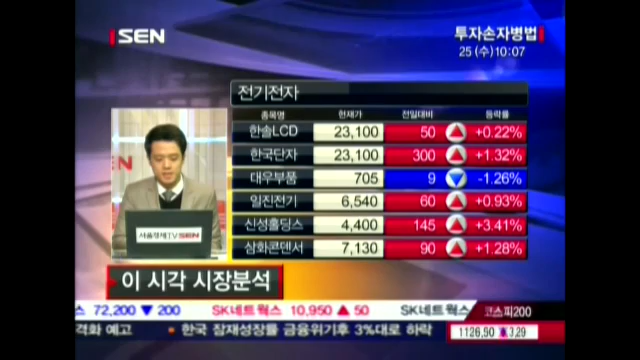 SEN
투자손자병법
25 (수) 10:07
전기전자
종목명 현재가 전일대비 등락률
한솔LCD 23,100 50 ▲ +0.22%
한국단자 23,100 300 ▲ +1.32%
대우부품 705 9 ▼ -1.26%
일진전기 6,540 60 ▲ +0.93%
신성홀딩스 4,400 145 ▲ +3.41%
삼화콘덴서 7,130 90 ▲ +1.28%
SEN
서울경제TV SEN
이 시각 시장분석
스 72,200 ▼ 200 SK네트웍스 10,950 ▲ 50 SK네트웍스
코스피200
격화 예고 • 한국 잠재성장률 금융위기후 3%대로 하락
1126.90 3.29